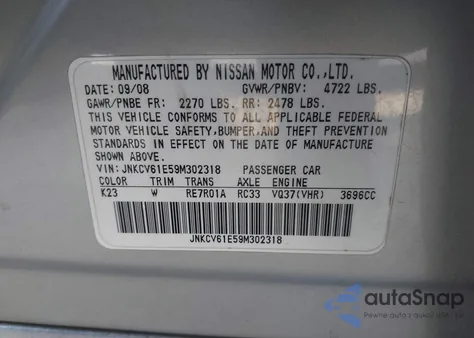 MANUFACTURED BY NISSAN MOTOR CO.,LTD.
DATE: 09/08 GVWR/PNBV: 4722 LBS.
GAWR/PNBE FR: 2270 LBS. RR: 2478 LBS.
THIS VEHICLE CONFORMS TO ALL APPLICABLE FEDERAL
MOTOR VEHICLE SAFETY,BUMPER,AND THEFT PREVENTION
STANDARDS IN EFFECT ON THE DATE OF MANUFACTURE
SHOWN ABOVE.
VIN: JNKCV61E59M302318 PASSENGER CAR
COLOR TRIM TRANS AXLE ENGINE
K23 W RE7R01A RC33 VQ37(VHR) 3696CC
JNKCV61E59M302318
autoSnap
Pewne auta z aukcji